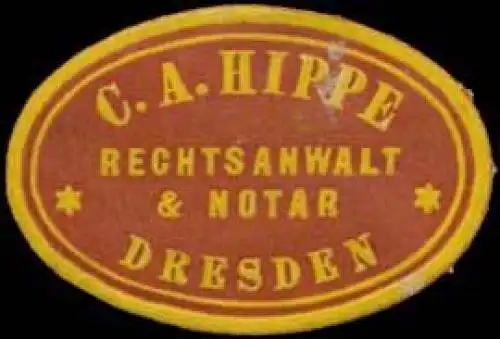 C. A. HIPPE
RECHTSANWALT
& NOTAR
DRESDEN